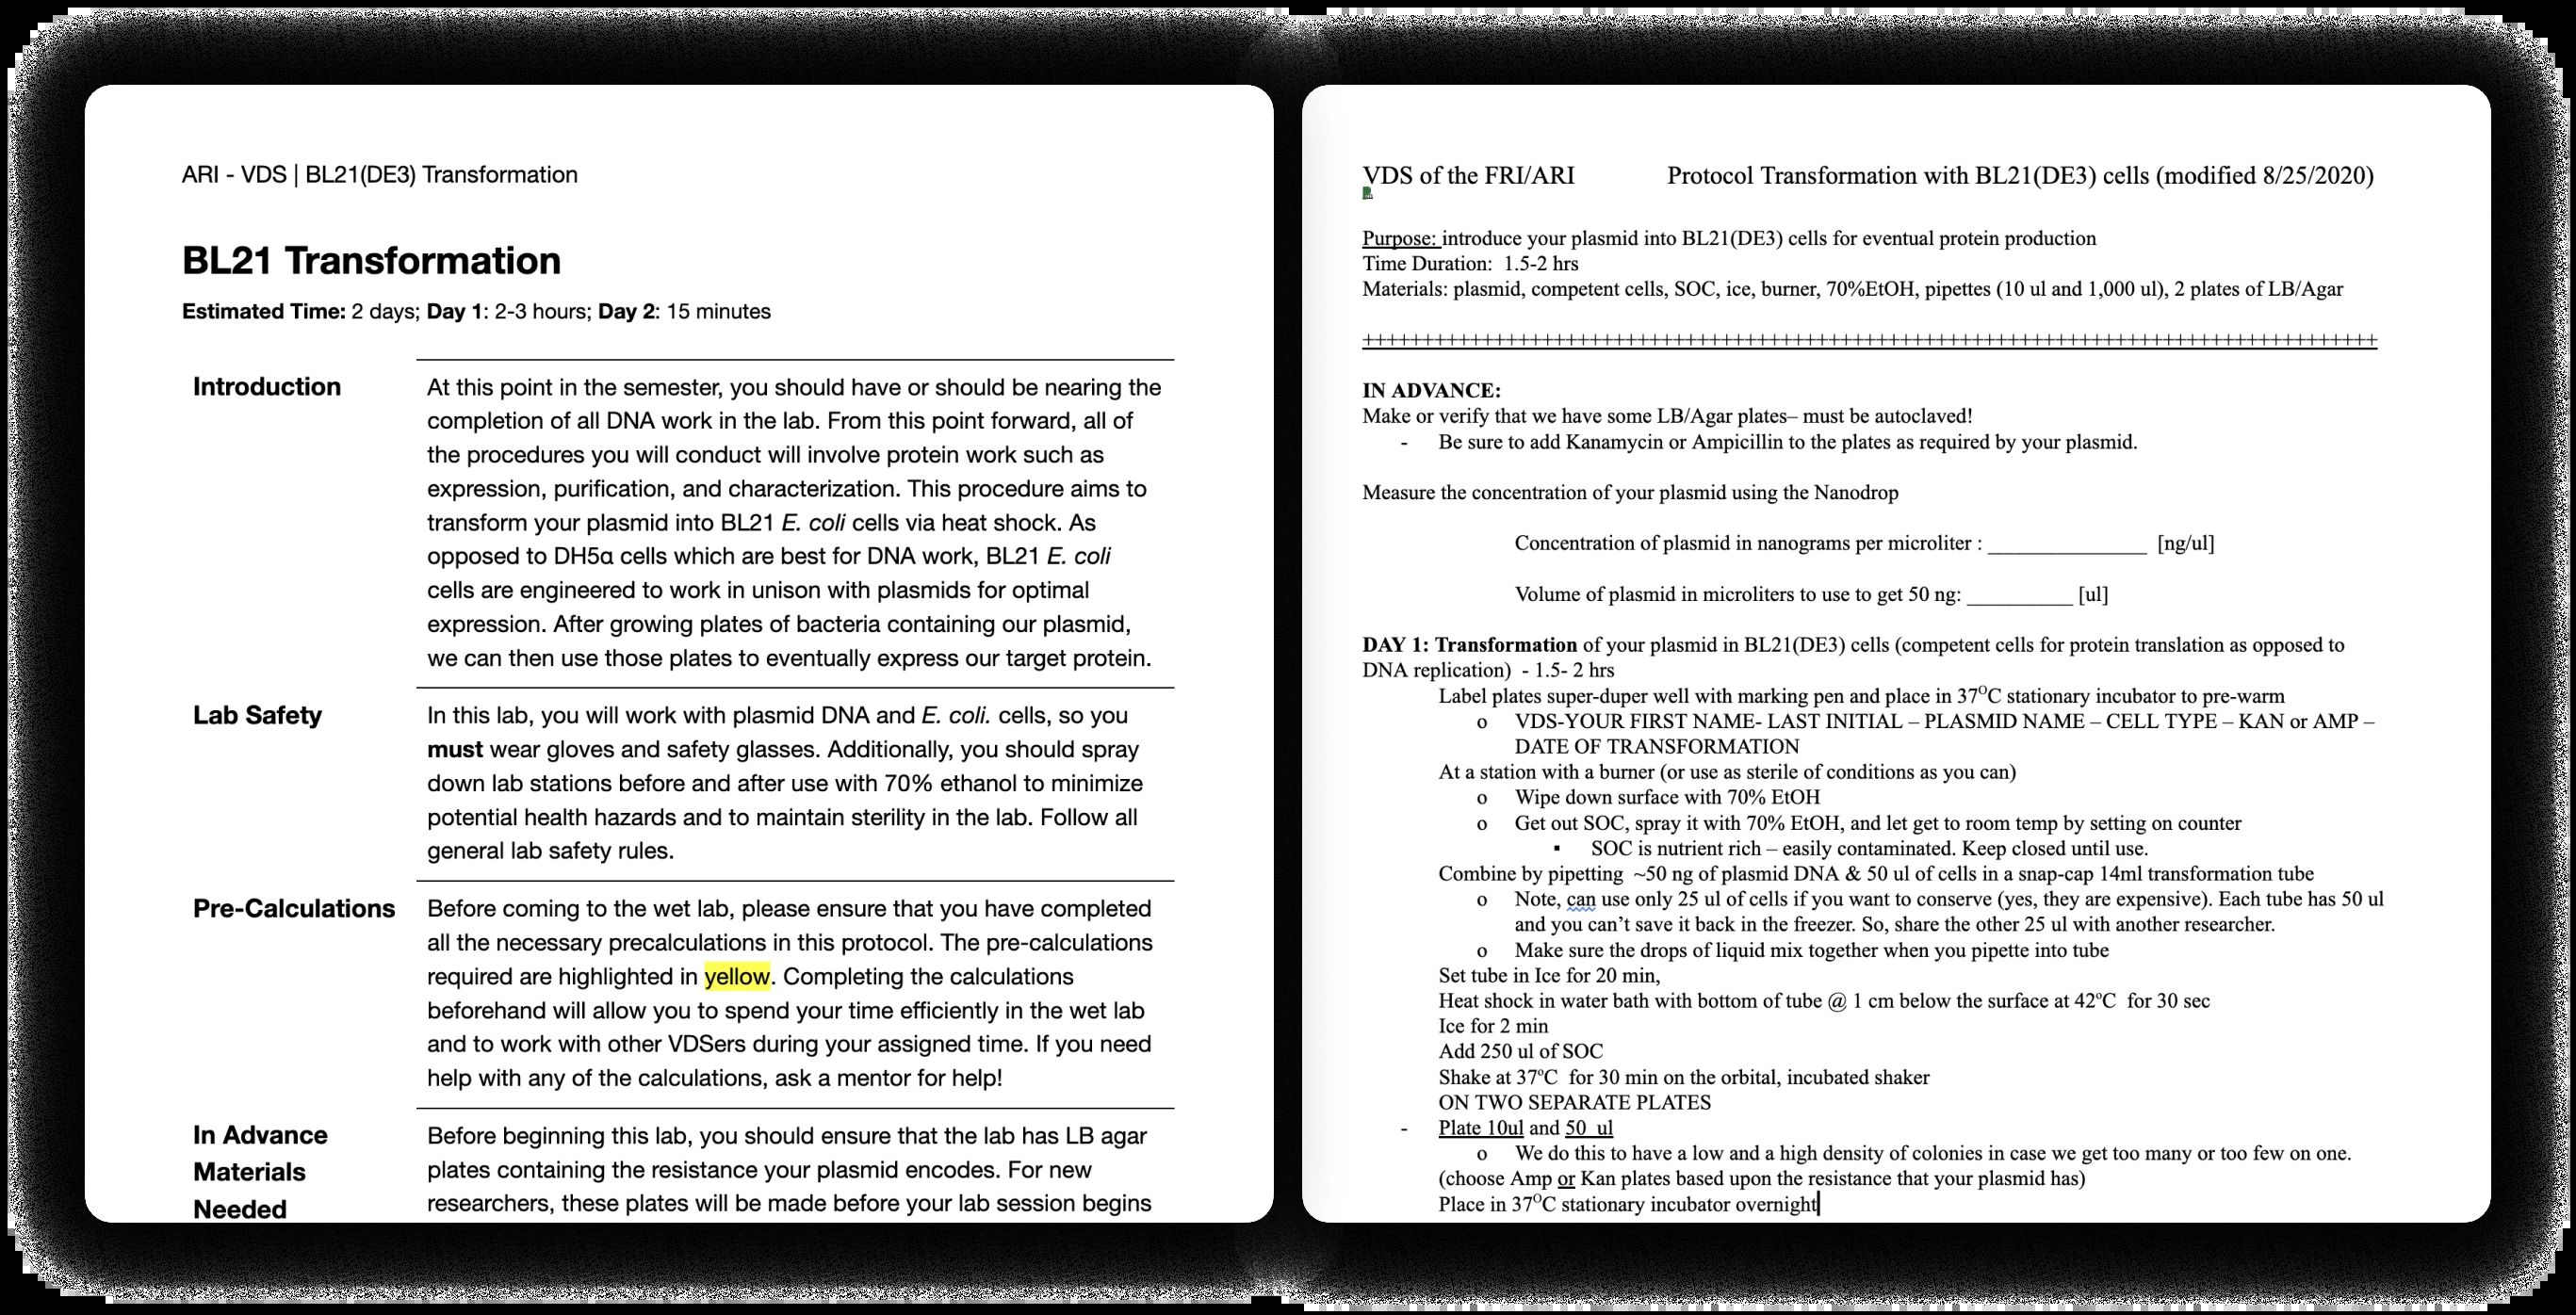 ARI - VDS | BL21(DE3) Transformation
BL21 Transformation
Estimated Time: 2 days; Day 1: 2-3 hours; Day 2: 15 minutes
Introduction
At this point in the semester, you should have or should be nearing the
completion of all DNA work in the lab. From this point forward, all of
the procedures you will conduct will involve protein work such as
expression, purification, and characterization. This procedure aims to
transform your plasmid into BL21 E. coli cells via heat shock. As
opposed to DH5α cells which are best for DNA work, BL21 E. coli
cells are engineered to work in unison with plasmids for optimal
expression. After growing plates of bacteria containing our plasmid,
we can then use those plates to eventually express our target protein.
Lab Safety
In this lab, you will work with plasmid DNA and E. coli. cells, so you
must wear gloves and safety glasses. Additionally, you should spray
down lab stations before and after use with 70% ethanol to minimize
potential health hazards and to maintain sterility in the lab. Follow all
general lab safety rules.
Pre-Calculations
Before coming to the wet lab, please ensure that you have completed
all the necessary precalculations in this protocol. The pre-calculations
required are highlighted in yellow. Completing the calculations
beforehand will allow you to spend your time efficiently in the wet lab
and to work with other VDSers during your assigned time. If you need
help with any of the calculations, ask a mentor for help!
In Advance
Materials
Needed
Before beginning this lab, you should ensure that the lab has LB agar
plates containing the resistance your plasmid encodes. For new
researchers, these plates will be made before your lab session begins
VDS of the FRI/ARI Protocol Transformation with BL21(DE3) cells (modified 8/25/2020)
Purpose: introduce your plasmid into BL21(DE3) cells for eventual protein production
Time Duration: 1.5-2 hrs
Materials: plasmid, competent cells, SOC, ice, burner, 70%EtOH, pipettes (10 ul and 1,000 ul), 2 plates of LB/Agar
++++++++++++++++++++++++++++++++++++++++++++++++++++++++++++++++++++++++++++++++++++
IN ADVANCE:
Make or verify that we have some LB/Agar plates– must be autoclaved!
- Be sure to add Kanamycin or Ampicillin to the plates as required by your plasmid.
Measure the concentration of your plasmid using the Nanodrop
Concentration of plasmid in nanograms per microliter : _______________ [ng/ul]
Volume of plasmid in microliters to use to get 50 ng: __________ [ul]
DAY 1: Transformation of your plasmid in BL21(DE3) cells (competent cells for protein translation as opposed to
DNA replication) - 1.5- 2 hrs
Label plates super-duper well with marking pen and place in 37ºC stationary incubator to pre-warm
o VDS-YOUR FIRST NAME- LAST INITIAL – PLASMID NAME – CELL TYPE – KAN or AMP –
DATE OF TRANSFORMATION
At a station with a burner (or use as sterile of conditions as you can)
o Wipe down surface with 70% EtOH
o Get out SOC, spray it with 70% EtOH, and let get to room temp by setting on counter
▪ SOC is nutrient rich – easily contaminated. Keep closed until use.
Combine by pipetting ~50 ng of plasmid DNA & 50 ul of cells in a snap-cap 14ml transformation tube
o Note, can use only 25 ul of cells if you want to conserve (yes, they are expensive). Each tube has 50 ul
and you can’t save it back in the freezer. So, share the other 25 ul with another researcher.
o Make sure the drops of liquid mix together when you pipette into tube
Set tube in Ice for 20 min,
Heat shock in water bath with bottom of tube @ 1 cm below the surface at 42ºC for 30 sec
Ice for 2 min
Add 250 ul of SOC
Shake at 37ºC for 30 min on the orbital, incubated shaker
ON TWO SEPARATE PLATES
- Plate 10ul and 50 ul
o We do this to have a low and a high density of colonies in case we get too many or too few on one.
(choose Amp or Kan plates based upon the resistance that your plasmid has)
Place in 37ºC stationary incubator overnight